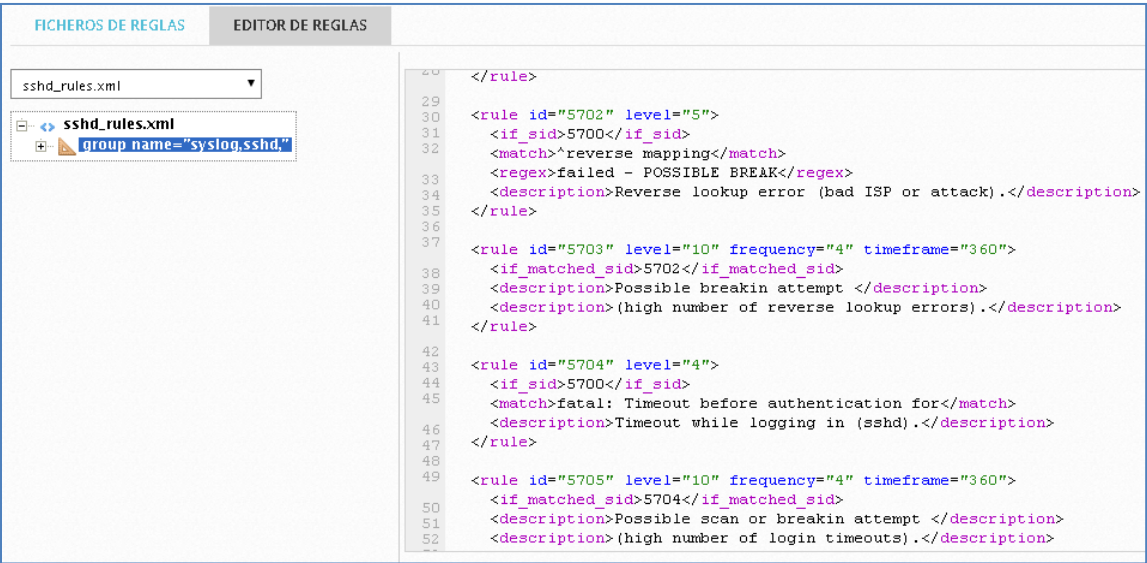 FICHEROS DE REGLAS
EDITOR DE REGLAS
sshd_rules.xml
sshd_rules.xml
group name="syslog,sshd,"
28
</rule>
29
30
<rule id="5702" level="5">
31
<if_sid>5700</if_sid>
32
<match>^reverse mapping</match>
<regex>failed - POSSIBLE BREAK</regex>
33
34
<description>Reverse lookup error (bad ISP or attack).</description>
35
</rule>
36
37
<rule id="5703" level="10" frequency="4" timeframe="360">
38
<if_matched_sid>5702</if_matched_sid>
39
<description>Possible breakin attempt </description>
40
<description>(high number of reverse lookup errors).</description>
41
</rule>
42
43
<rule id="5704" level="4">
44
<if_sid>5700</if_sid>
45
<match>fatal: Timeout before authentication for</match>
46
<description>Timeout while logging in (sshd).</description>
47
</rule>
48
49
<rule id="5705" level="10" frequency="4" timeframe="360">
50
<if_matched_sid>5704</if_matched_sid>
51
<description>Possible scan or breakin attempt </description>
52
<description>(high number of login timeouts).</description>